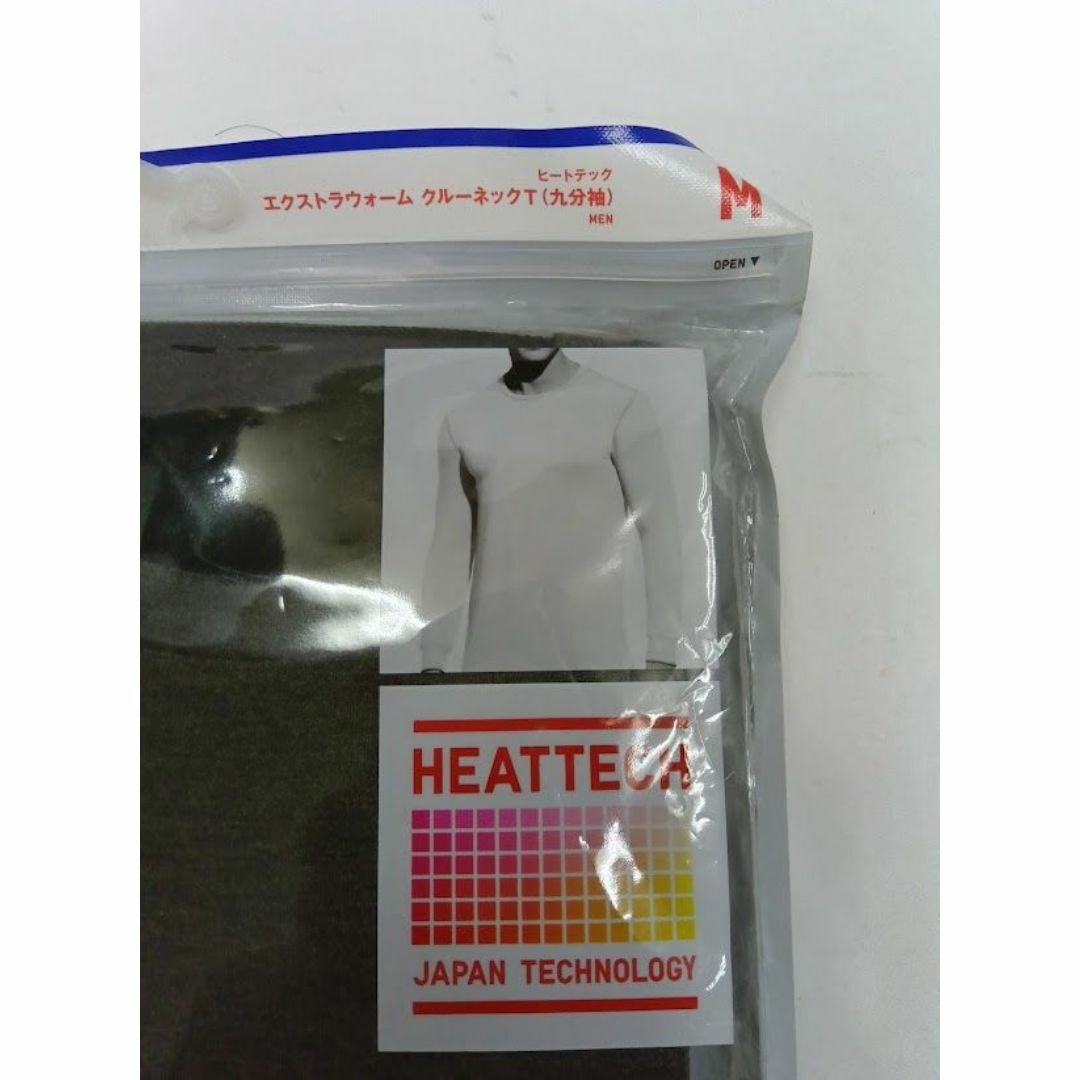 ヒートテック
エクストラウォーム クルーネックT(九分袖)
MEN
M
OPEN ▼
HEATTECH
JAPAN TECHNOLOGY